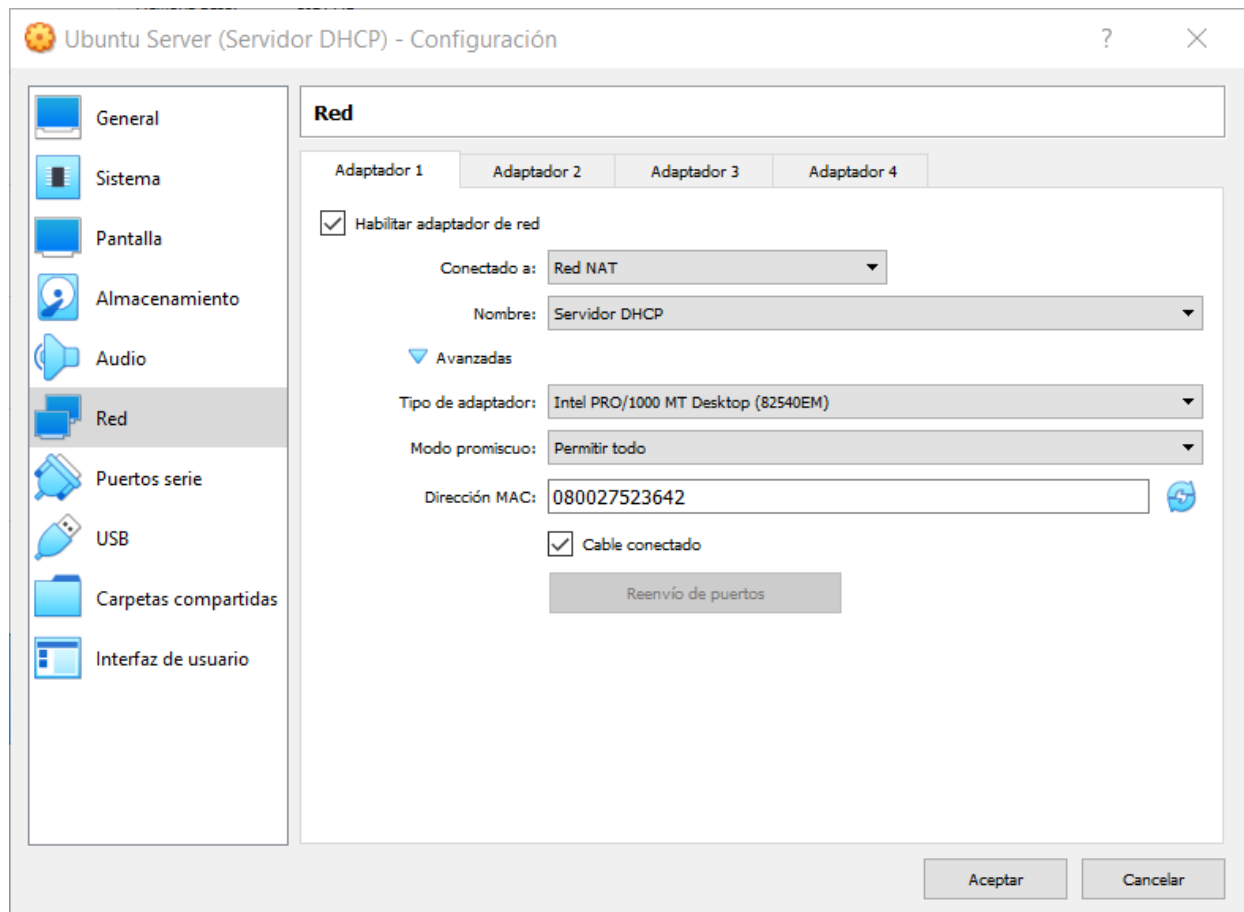 Ubuntu Server (Servidor DHCP) - Configuración
?
General
Sistema
Pantalla
Almacenamiento
Audio
Red
Puertos serie
USB
Carpetas compartidas
Interfaz de usuario
Red
Adaptador 1
Adaptador 2
Adaptador 3
Adaptador 4
Habilitar adaptador de red
Conectado a: Red NAT
Nombre: Servidor DHCP
Avanzadas
Tipo de adaptador: Intel PRO/1000 MT Desktop (82540EM)
Modo promiscuo: Permitir todo
Dirección MAC: 080027523642
Cable conectado
Reenvío de puertos
Aceptar
Cancelar